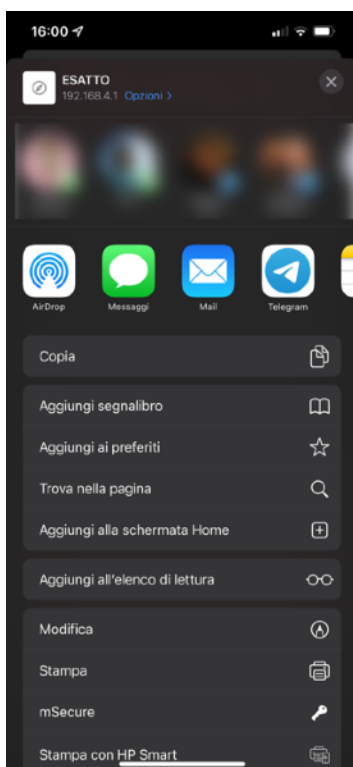 16:00
ESATTO
192.168.4.1 Opzioni >
AirDrop
Messaggi
Mail
Telegram
Copia
Aggiungi segnalibro
Aggiungi ai preferiti
Trova nella pagina
Aggiungi alla schermata Home
Aggiungi all'elenco di lettura
Modifica
Stampa
mSecure
Stampa con HP Smart